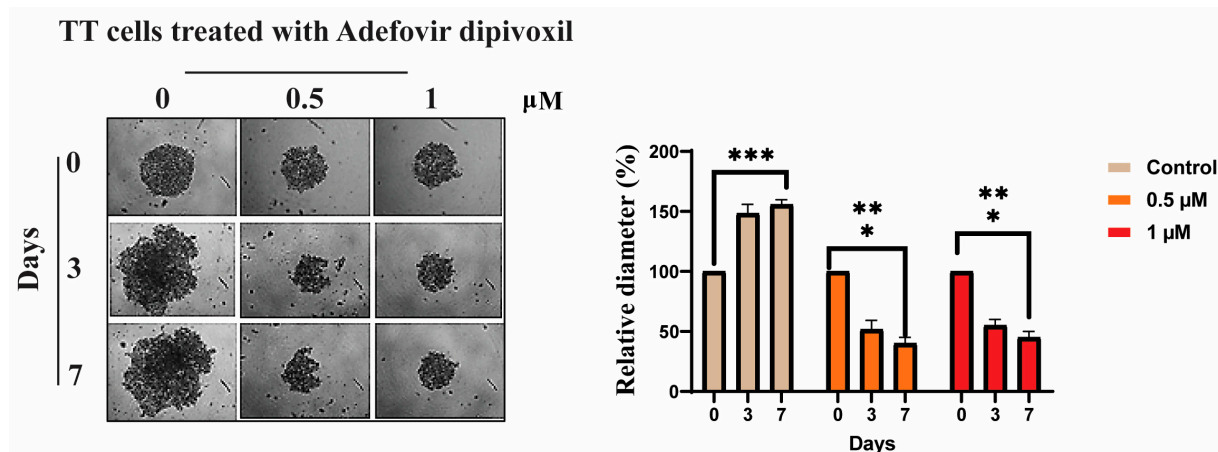 TT cells treated with Adefovir dipivoxil
0 0.5 1 µM
Days
0
3
7
Relative diameter (%)
200
150
100
50
0
***
**
*
**
*
0 3 7 0 3 7 0 3 7
Days
Control
0.5 µM
1 µM